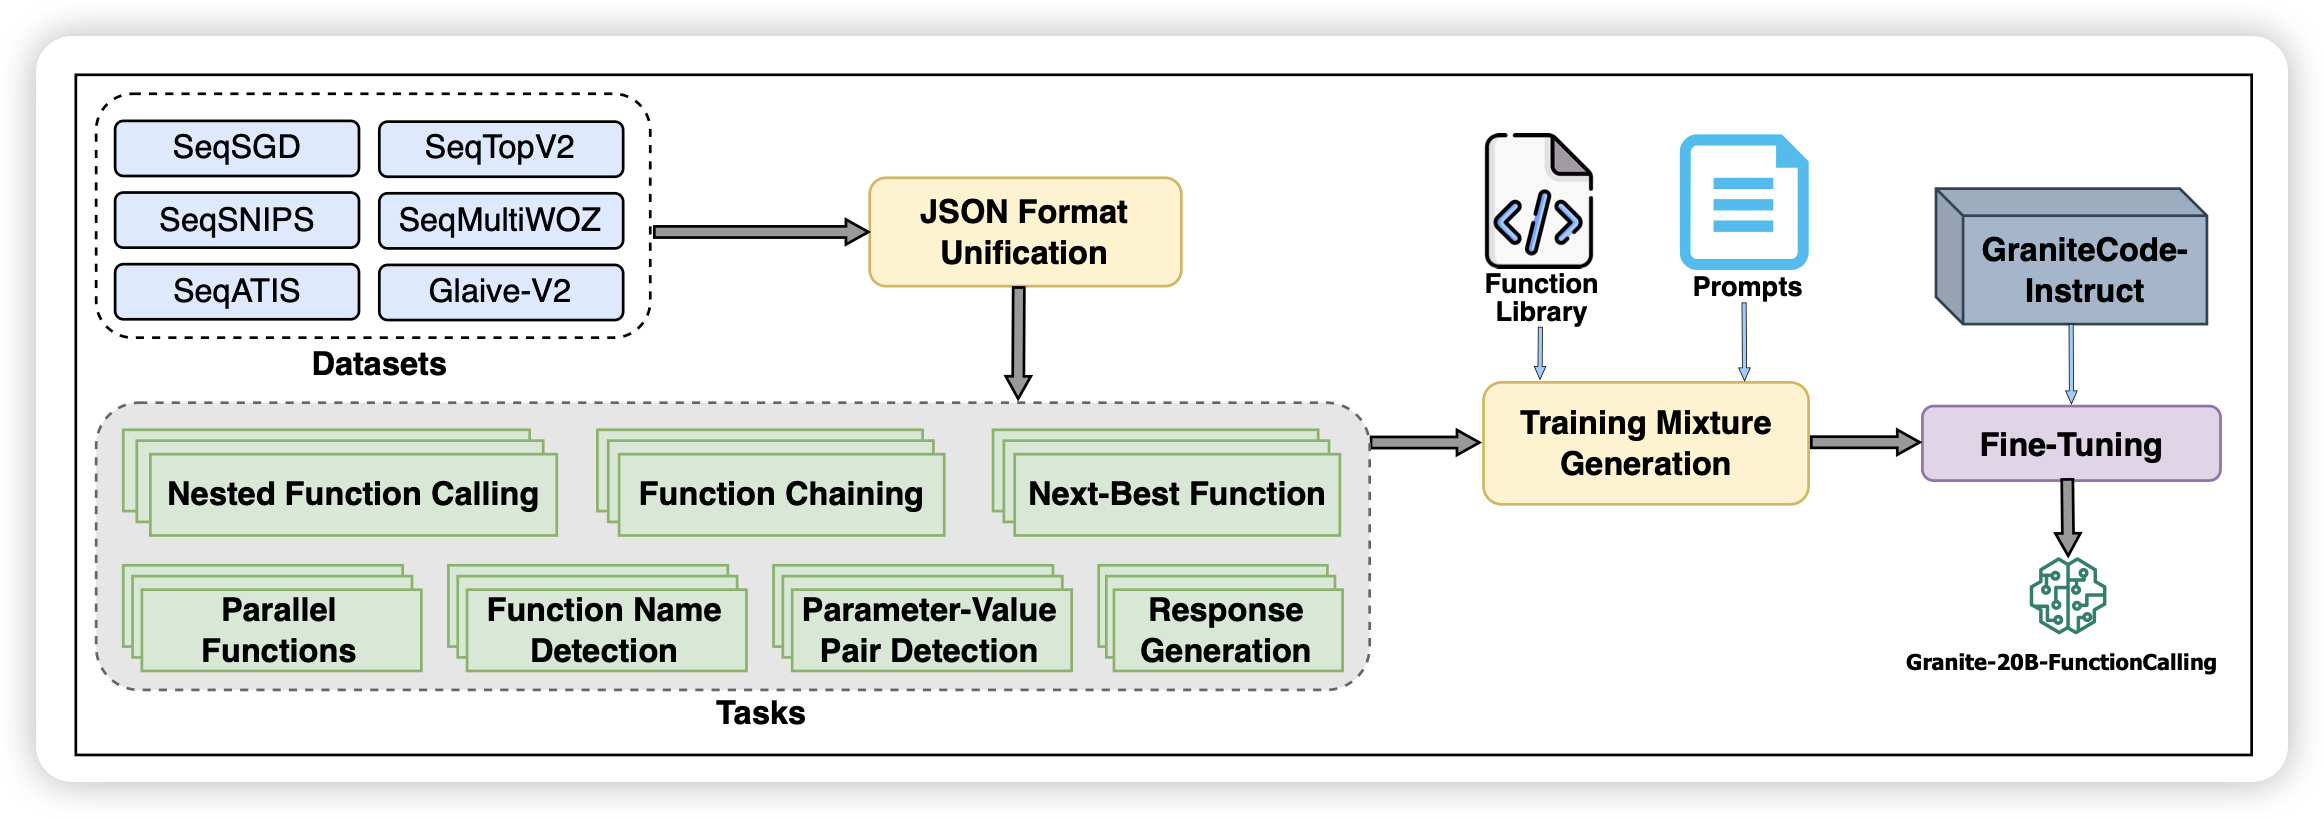 SeqSGD
SeqTopV2
SeqSNIPS
SeqMultiWOZ
SeqATIS
Glaive-V2
Datasets
JSON Format
Unification
Function
Library
Prompts
GraniteCode-
Instruct
Nested Function Calling
Function Chaining
Next-Best Function
Parallel
Functions
Function Name
Detection
Parameter-Value
Pair Detection
Response
Generation
Tasks
Training Mixture
Generation
Fine-Tuning
Granite-20B-FunctionCalling